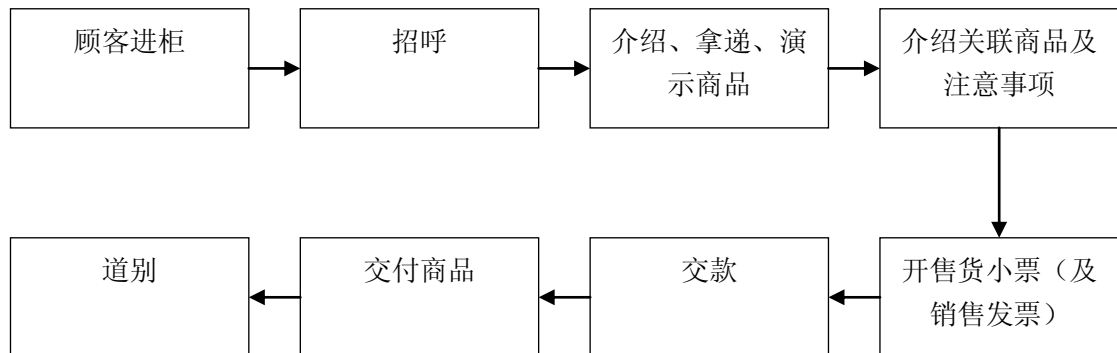 顾客进柜
招呼
介绍、拿递、演
示商品
介绍关联商品及
注意事项
开售货小票（及
销售发票）
交款
交付商品
道别